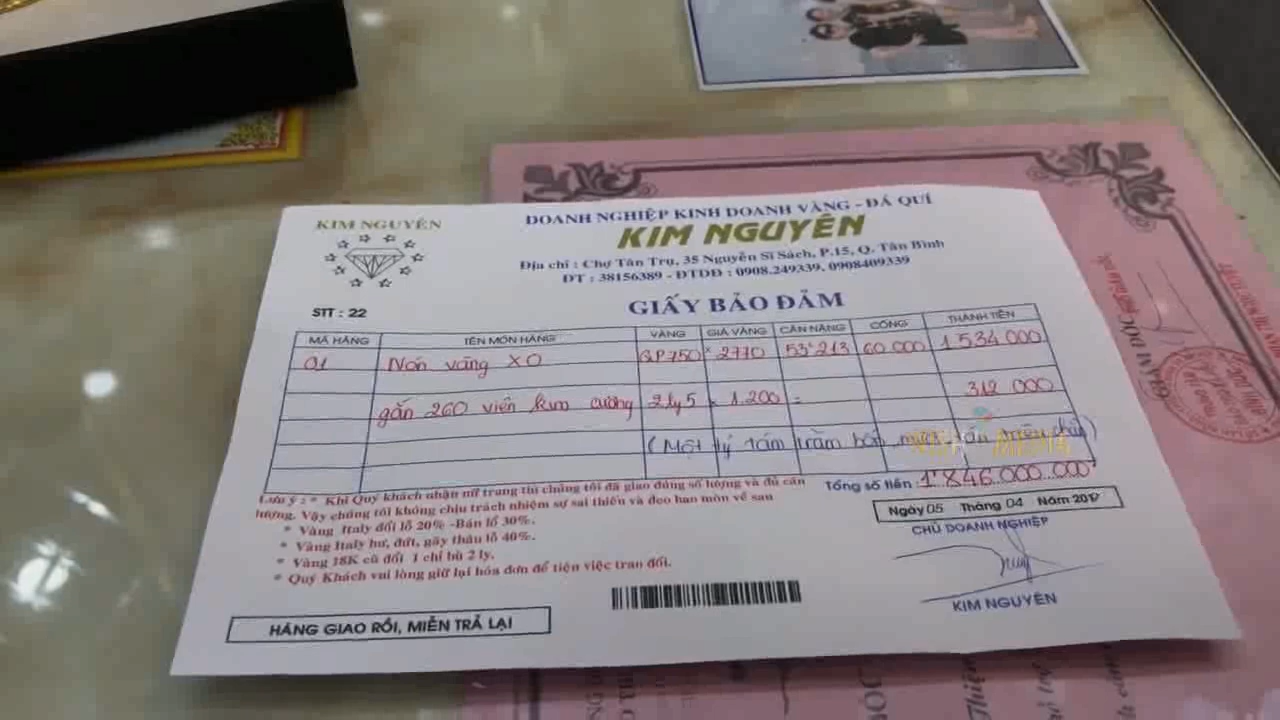 KIM NGUYÊN
DOANH NGHIỆP KINH DOANH VÀNG - ĐÁ QUÍ
KIM NGUYÊN
Địa chỉ : Chợ Tân Trụ, 35 Nguyễn Sĩ Sách, P.15, Q. Tân Bình
ĐT : 38156389 - ĐTDĐ : 0908.249339, 0908409339
STT : 22
GIẤY BẢO ĐẢM
MÃ HÀNG TÊN MÓN HÀNG VÀNG GIÁ VÀNG CÂN NẶNG CÔNG THÀNH TIỀN
01 Nón vàng XO 750 2770 53'213 60.000 1.534.000
gắn 260 viên kim cương 2ly5 x 1.200 = 312.000
(Một tỷ tám trăm bốn
Tổng số tiền 1'846.000.000
Lưu ý : * Khi Quý khách nhận nữ trang thì chúng tôi đã giao đúng số lượng và đủ cân
lượng. Vậy chúng tôi không chịu trách nhiệm sự sai thiến và đeo hao mòn về sau
* Vàng Italy đổi lỗ 20% -Bán lỗ 30%.
* Vàng Italy hư, đứt, gãy thâu lỗ 40%.
* Vàng 18K cũ đổi 1 chỉ bù 2 ly.
* Quý Khách vui lòng giữ lại hóa đơn để tiện việc trao đổi.
Ngày 05 Tháng 04 Năm 2017
CHỦ DOANH NGHIỆP
KIM NGUYÊN
HÀNG GIAO RỒI, MIỄN TRẢ LẠI
GIÁM ĐỐC